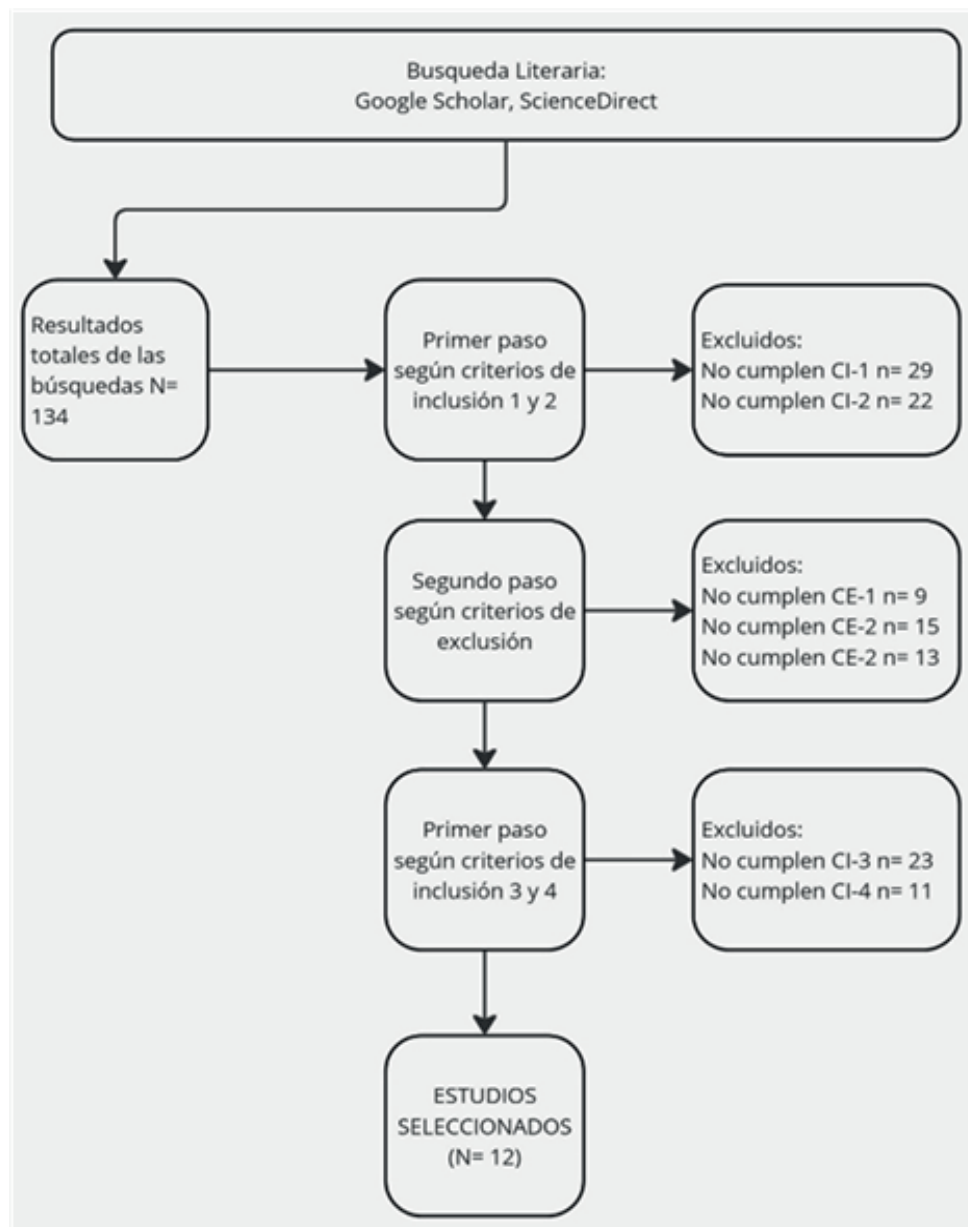 Busqueda Literaria:
Google Scholar, ScienceDirect
Resultados
totales de las
búsquedas N=
134
Primer paso
según criterios de
inclusión 1 y 2
Excluidos:
No cumplen CI-1 n= 29
No cumplen CI-2 n= 22
Segundo paso
según criterios de
exclusión
Excluidos:
No cumplen CE-1 n= 9
No cumplen CE-2 n= 15
No cumplen CE-2 n= 13
Primer paso
según criterios de
inclusión 3 y 4
Excluidos:
No cumplen CI-3 n= 23
No cumplen CI-4 n= 11
ESTUDIOS
SELECCIONADOS
(N= 12)